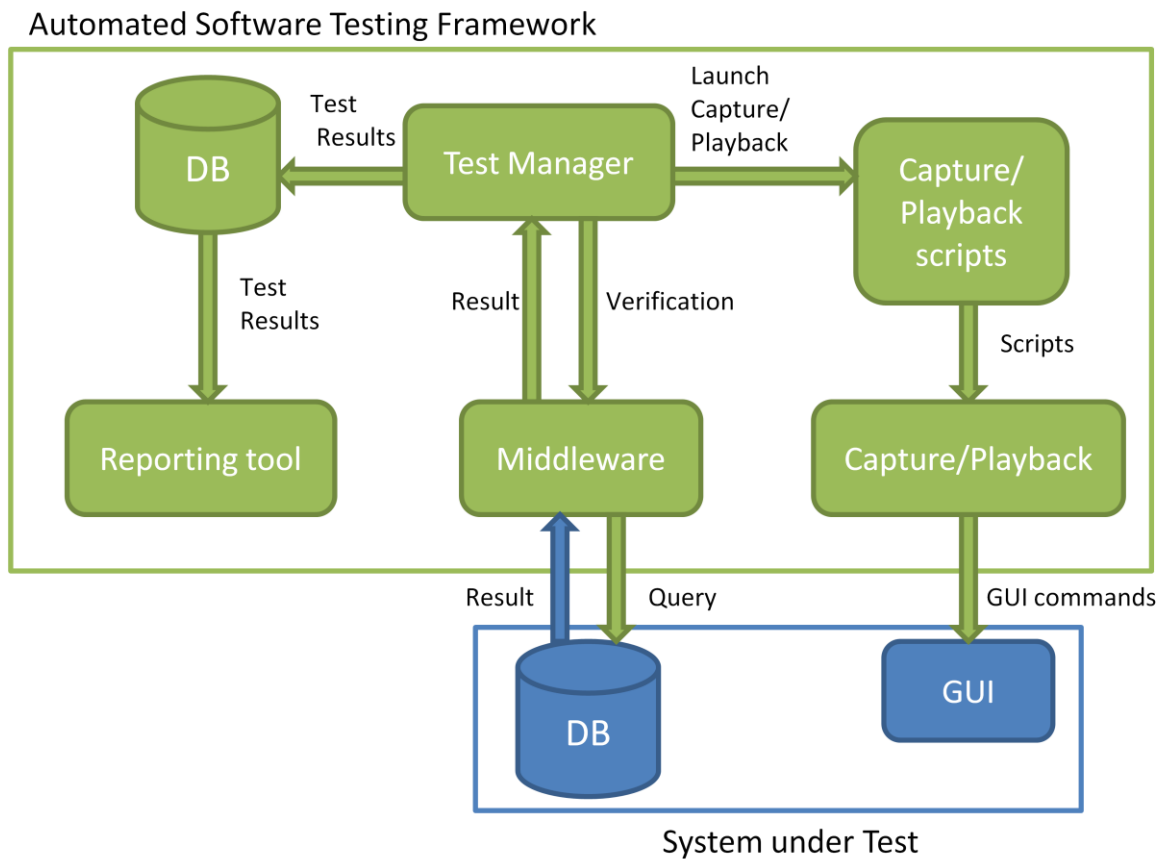 Automated Software Testing Framework
Test
Results
Launch
Capture/
Playback
DB
Test Manager
Capture/
Playback
scripts
Test
Results
Result
Verification
Scripts
Reporting tool
Middleware
Capture/Playback
Result
Query
GUI commands
DB
GUI
System under Test